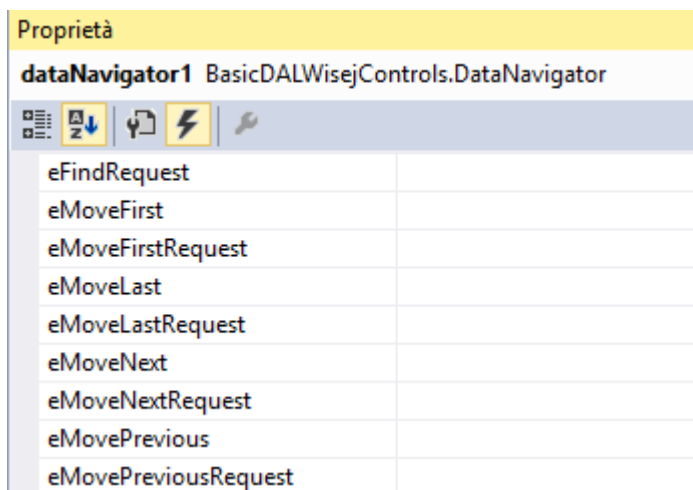 Proprietà
dataNavigator1 BasicDALWisejControls.DataNavigator
eFindRequest
eMoveFirst
eMoveFirstRequest
eMoveLast
eMoveLastRequest
eMoveNext
eMoveNextRequest
eMovePrevious
eMovePreviousRequest